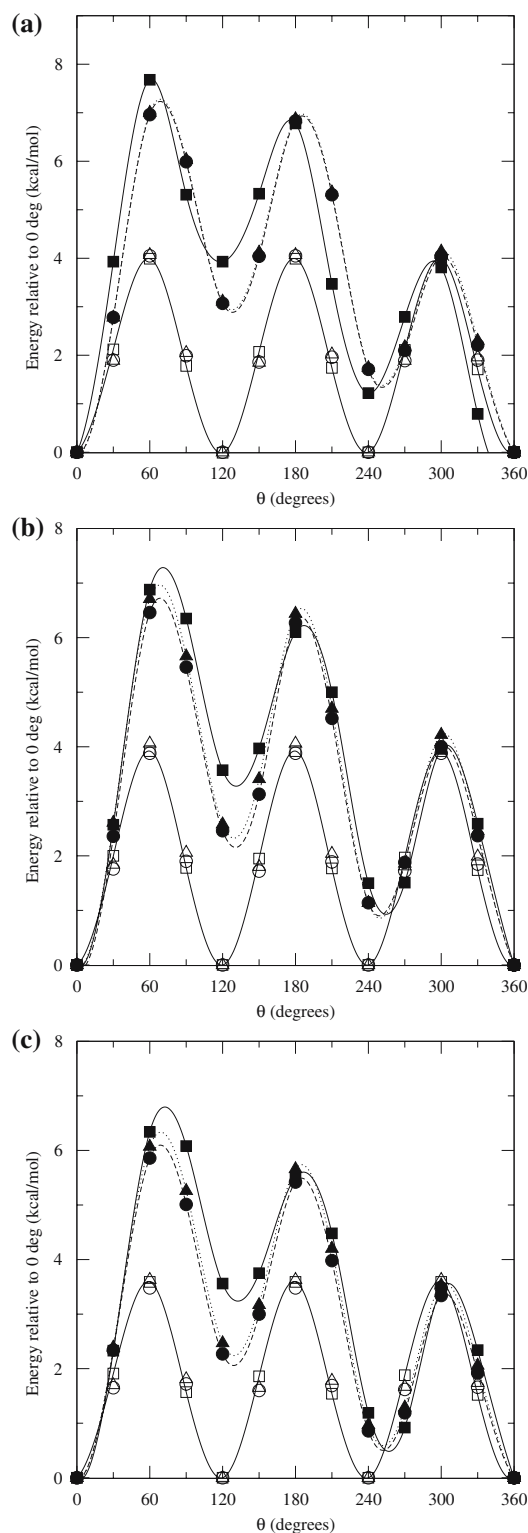 (a)
8
6
4
2
0
Energy relative to 0 deg (kcal/mol)
0 60 120 180 240 300 360
θ (degrees)
(b)
8
6
4
2
0
Energy relative to 0 deg (kcal/mol)
0 60 120 180 240 300 360
θ (degrees)
(c)
8
6
4
2
0
Energy relative to 0 deg (kcal/mol)
0 60 120 180 240 300 360
θ (degrees)